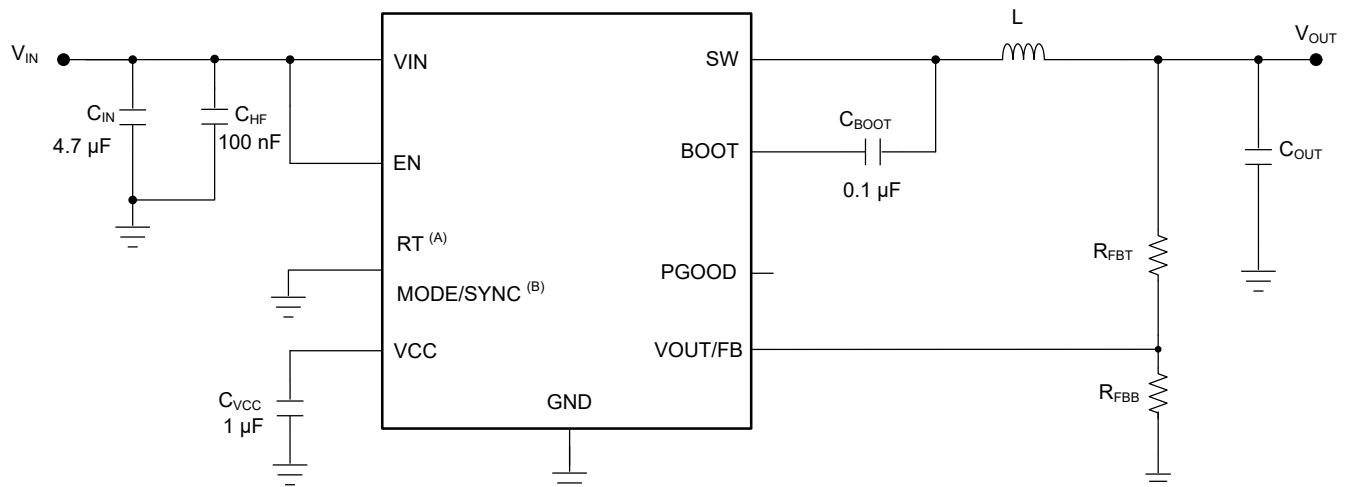 L
V_IN
VIN
SW
V_OUT
C_IN
4.7 µF
C_HF
100 nF
C_BOOT
0.1 µF
EN
BOOT
C_OUT
RT (A)
MODE/SYNC (B)
PGOOD
R_FBT
VCC
VOUT/FB
C_VCC
1 µF
GND
R_FBB